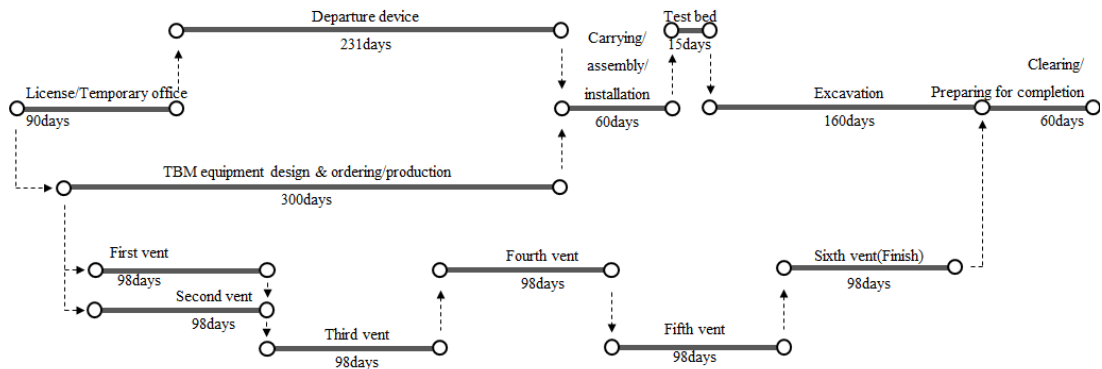 Departure device
231days
Test bed
15days
Carrying/
assembly/
installation
60days
Clearing/
Preparing for completion
60days
License/Temporary office
90days
Excavation
160days
TBM equipment design & ordering/production
300days
First vent
98days
Second vent
98days
Third vent
98days
Fourth vent
98days
Fifth vent
98days
Sixth vent(Finish)
98days